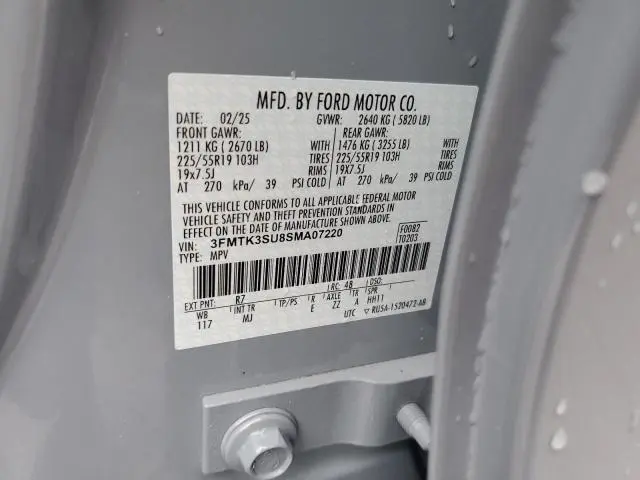 MFD. BY FORD MOTOR CO.
DATE: 02/25 GVWR: 2640 KG ( 5820 LB)
FRONT GAWR: REAR GAWR:
1211 KG ( 2670 LB) WITH 1476 KG ( 3255 LB) WITH
225/55R19 103H TIRES 225/55R19 103H TIRES
19x7.5J RIMS 19X7.5J RIMS
AT 270 kPa/ 39 PSI COLD AT 270 kPa/ 39 PSI COLD
THIS VEHICLE CONFORMS TO ALL APPLICABLE FEDERAL MOTOR
VEHICLE SAFETY AND THEFT PREVENTION STANDARDS
IN EFFECT ON THE DATE OF MANUFACTURE SHOWN ABOVE.
VIN: 3FMTK3SU8SMA07220 F0082
TYPE: MPV T0203
EXT PNT: R7 RC: 48 DSO:
WB INT TR TP/PS R AXLE TR SPR
117 MJ E ZZ A HH11
UTC ▽ RU5A-1520472-AB